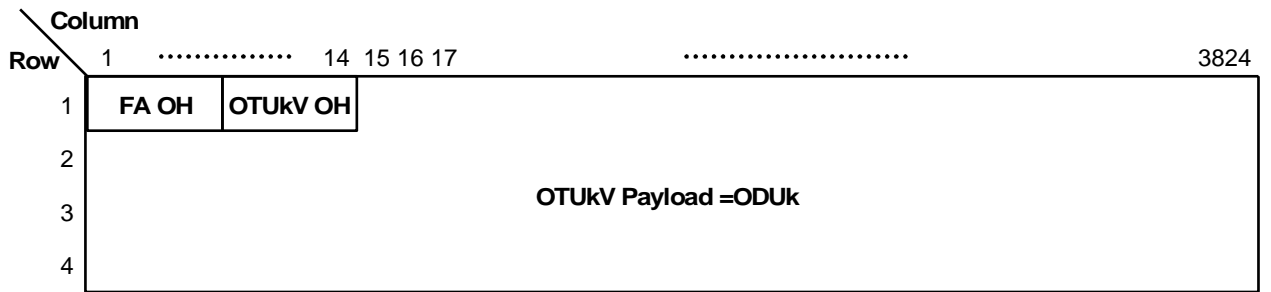 Column
Row 1 ............... 14 15 16 17 ........................ 3824
1 FA OH OTUkV OH
2
OTUkV Payload =ODUk
3
4